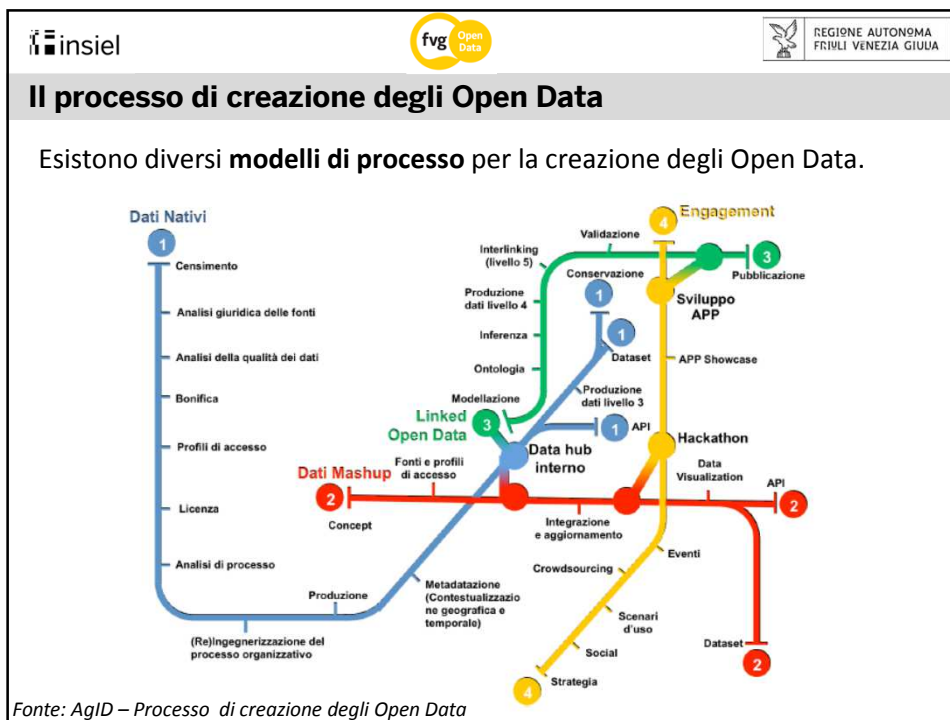 insiel
fvg Open
Data
REGIONE AUTONOMA
FRIULI VENEZIA GIULIA
Il processo di creazione degli Open Data
Esistono diversi modelli di processo per la creazione degli Open Data.
Dati Nativi
1
Censimento
Analisi giuridica delle fonti
Analisi della qualità dei dati
Bonifica
Profili di accesso
Licenza
Analisi di processo
(Re)Ingegnerizzazione del
processo organizzativo
Produzione
Metadatazione
(Contestualizzazio
ne geografica e
temporale)
Data hub
interno
1
API
Produzione
dati livello 3
1
Dataset
1
Conservazione
Linked
Open Data
3
Modellazione
Ontologia
Inferenza
Produzione
dati livello 4
Interlinking
(livello 5)
Validazione
3
Pubblicazione
Dati Mashup
2
Concept
Fonti e profili
di accesso
Integrazione
e aggiornamento
Data
Visualization
API
2
Dataset
2
Engagement
4
Sviluppo
APP
APP Showcase
Hackathon
Eventi
Crowdsourcing
Scenari
d'uso
Social
Strategia
4
Fonte: AgID – Processo di creazione degli Open Data